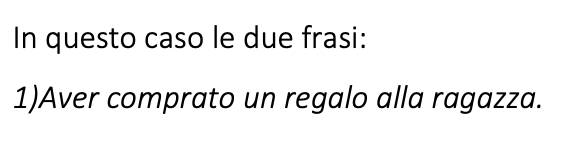 In questo caso le due frasi:
1)Aver comprato un regalo alla ragazza.